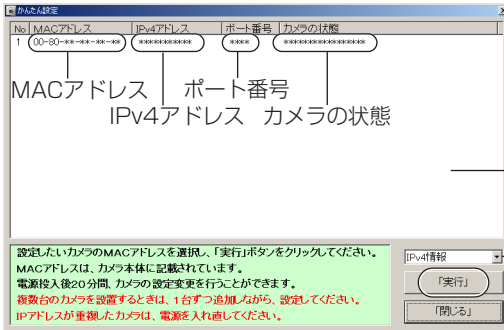 かんたん設定
No MACアドレス IPv4アドレス ポート番号 カメラの状態
1 00-80-**-**-**-** *********** **** ****************
MACアドレス ポート番号
IPv4アドレス カメラの状態
設定したいカメラのMACアドレスを選択し、「実行」ボタンをクリックしてください。
MACアドレスは、カメラ本体に記載されています。
電源投入後20分間、カメラの設定変更を行うことができます。
複数台のカメラを設置するときは、1台ずつ追加しながら、設定してください。
IPアドレスが重複したカメラは、電源を入れ直してください。
IPv4情報
「実行」
「閉じる」